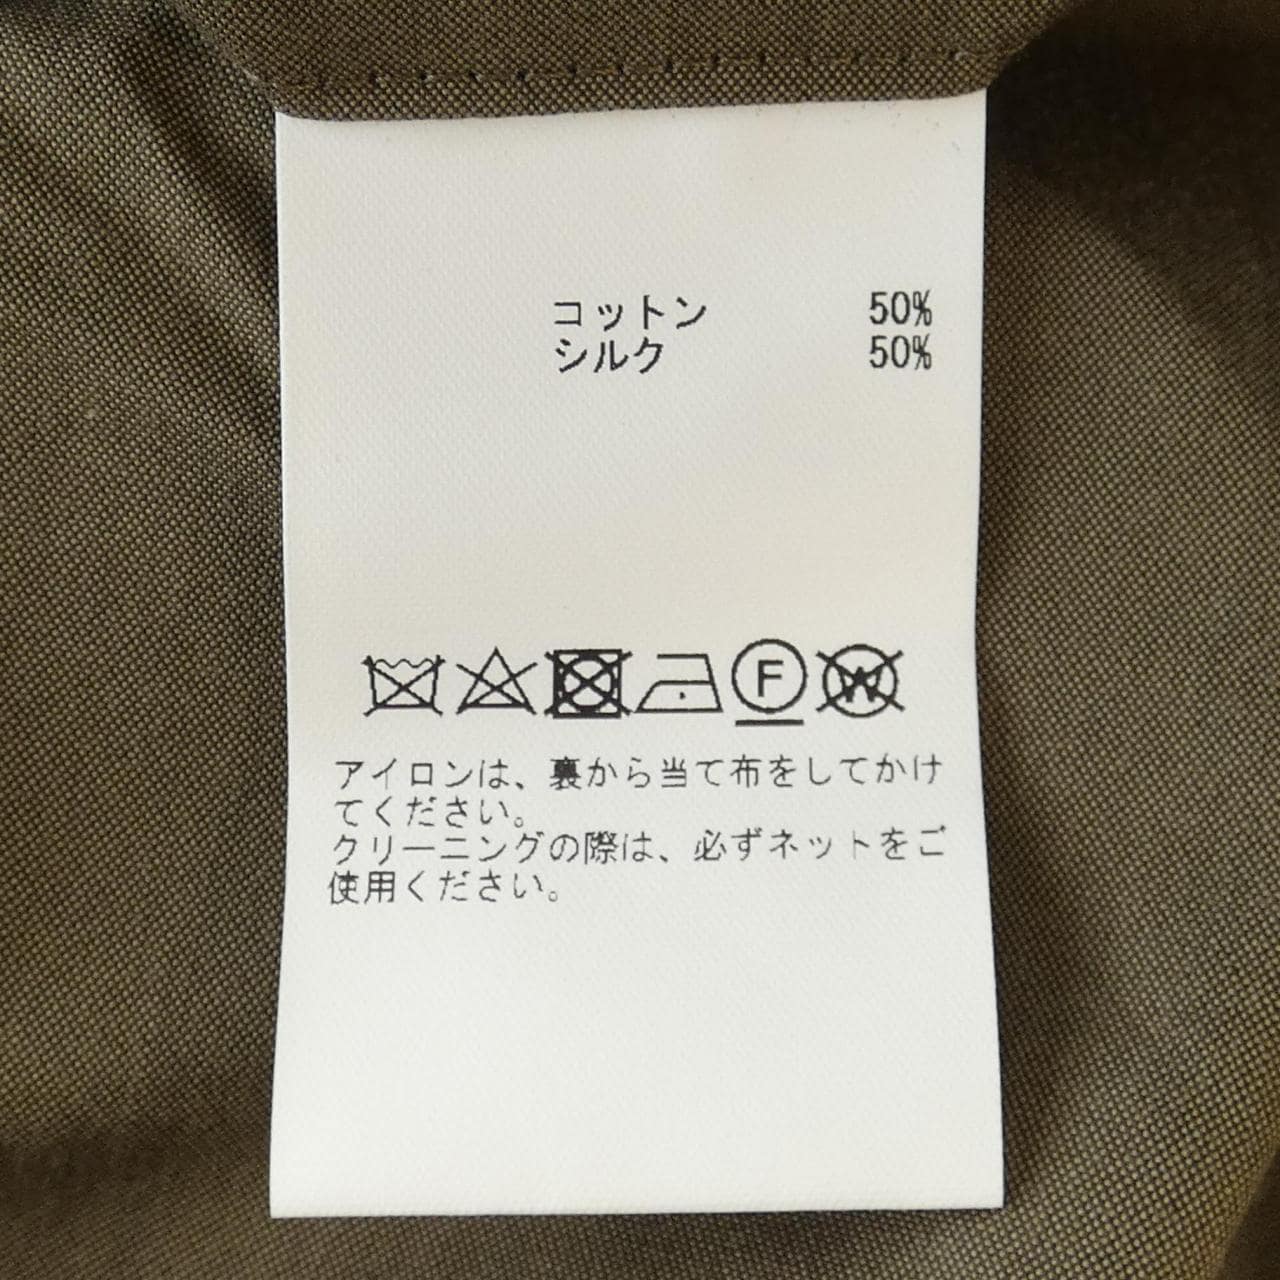 コットン 50%
シルク 50%
F W
アイロンは、裏から当て布をしてかけ
てください。
クリーニングの際は、必ずネットをご
使用ください。